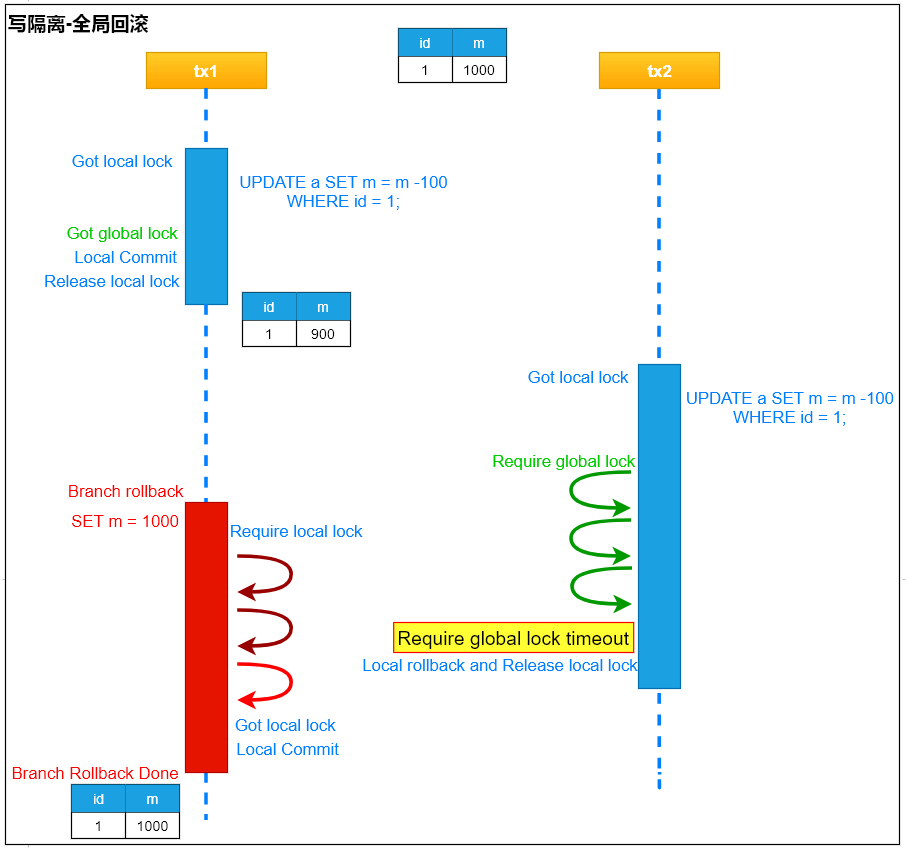 写隔离-全局回滚
id m
1 1000
tx1
tx2
Got local lock
UPDATE a SET m = m -100
WHERE id = 1;
Got global lock
Local Commit
Release local lock
id m
1 900
Got local lock
UPDATE a SET m = m -100
WHERE id = 1;
Require global lock
Branch rollback
SET m = 1000
Require local lock
Require global lock timeout
Local rollback and Release local lock
Got local lock
Local Commit
Branch Rollback Done
id m
1 1000